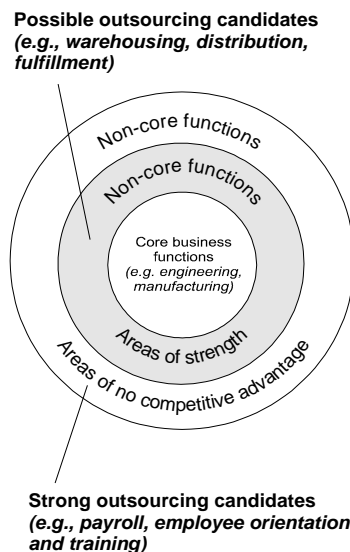 Possible outsourcing candidates
(e.g., warehousing, distribution,
fulfillment)
Non-core functions
Non-core functions
Core business
functions
(e.g. engineering,
manufacturing)
Areas of strength
Areas of no competitive advantage
Strong outsourcing candidates
(e.g., payroll, employee orientation
and training)